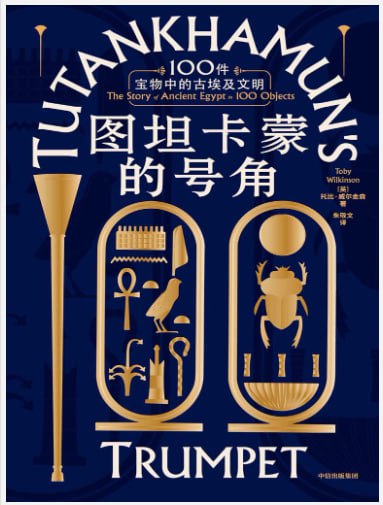 TUTANKHAMUN'S
100件
宝物中的古埃及文明
The Story of Ancient Egypt in 100 Objects
图坦卡蒙
的号角
Toby
Wilkinson
[英]
托比·威尔金森
著
朱敬文
译
TRUMPET
中信出版集团